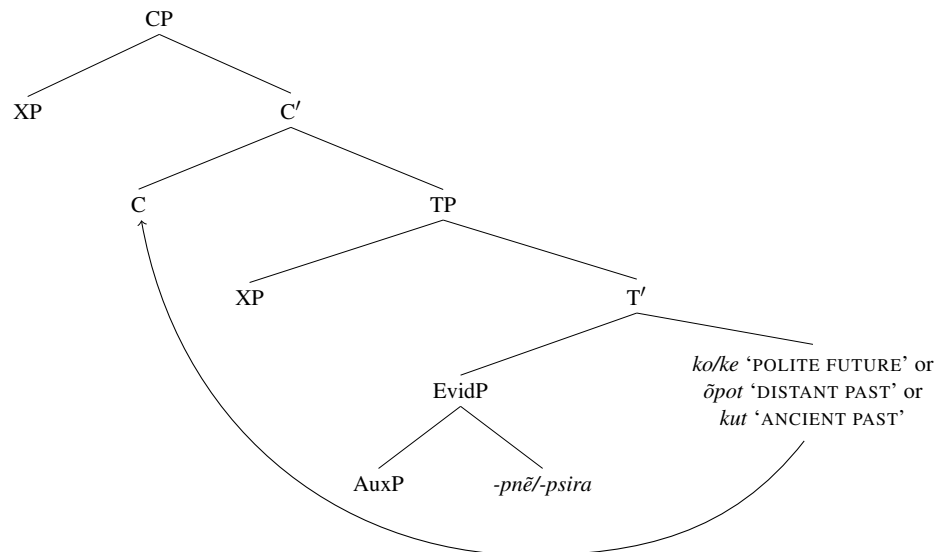 CP
XP
C′
C
TP
XP
T′
EvidP
ko/ke ‘POLITE FUTURE’ or
õpot ‘DISTANT PAST’ or
kut ‘ANCIENT PAST’
AuxP
-pnẽ/-psira